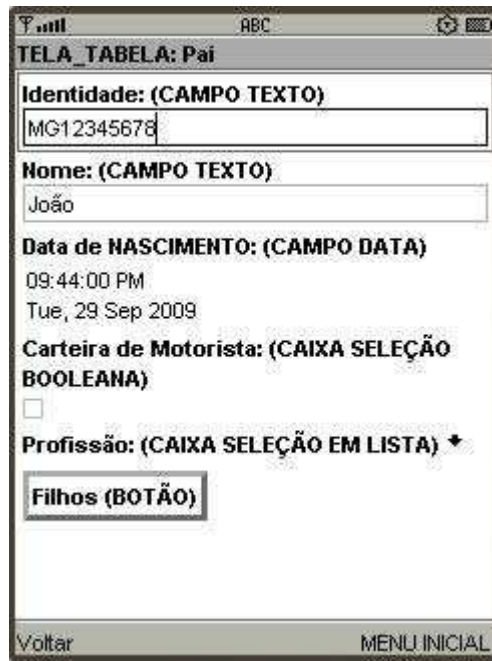 ABC
TELA_TABELA: Pai
Identidade: (CAMPO TEXTO)
MG12345678
Nome: (CAMPO TEXTO)
João
Data de NASCIMENTO: (CAMPO DATA)
09:44:00 PM
Tue, 29 Sep 2009
Carteira de Motorista: (CAIXA SELEÇÃO
BOOLEANA)
Profissão: (CAIXA SELEÇÃO EM LISTA)
Filhos (BOTÃO)
Voltar MENU INICIAL